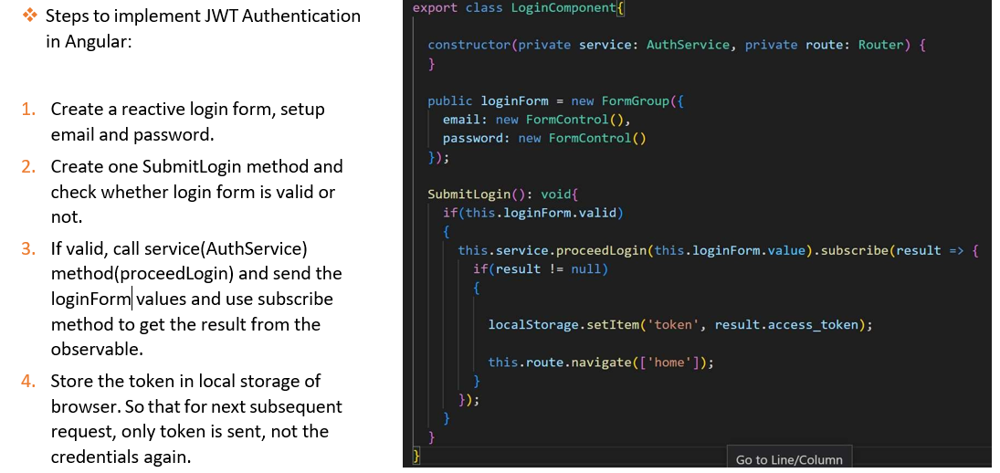 ❖ Steps to implement JWT Authentication
in Angular:
1. Create a reactive login form, setup
email and password.
2. Create one SubmitLogin method and
check whether login form is valid or
not.
3. If valid, call service(AuthService)
method(proceedLogin) and send the
loginForm values and use subscribe
method to get the result from the
observable.
4. Store the token in local storage of
browser. So that for next subsequent
request, only token is sent, not the
credentials again.
export class LoginComponent{
constructor(private service: AuthService, private route: Router) {
}
public loginForm = new FormGroup({
email: new FormControl(),
password: new FormControl()
});
SubmitLogin(): void{
if(this.loginForm.valid)
{
this.service.proceedLogin(this.loginForm.value).subscribe(result => {
if(result != null)
{
localStorage.setItem('token', result.access_token);
this.route.navigate(['home']);
}
});
}
}
}
Go to Line/Column